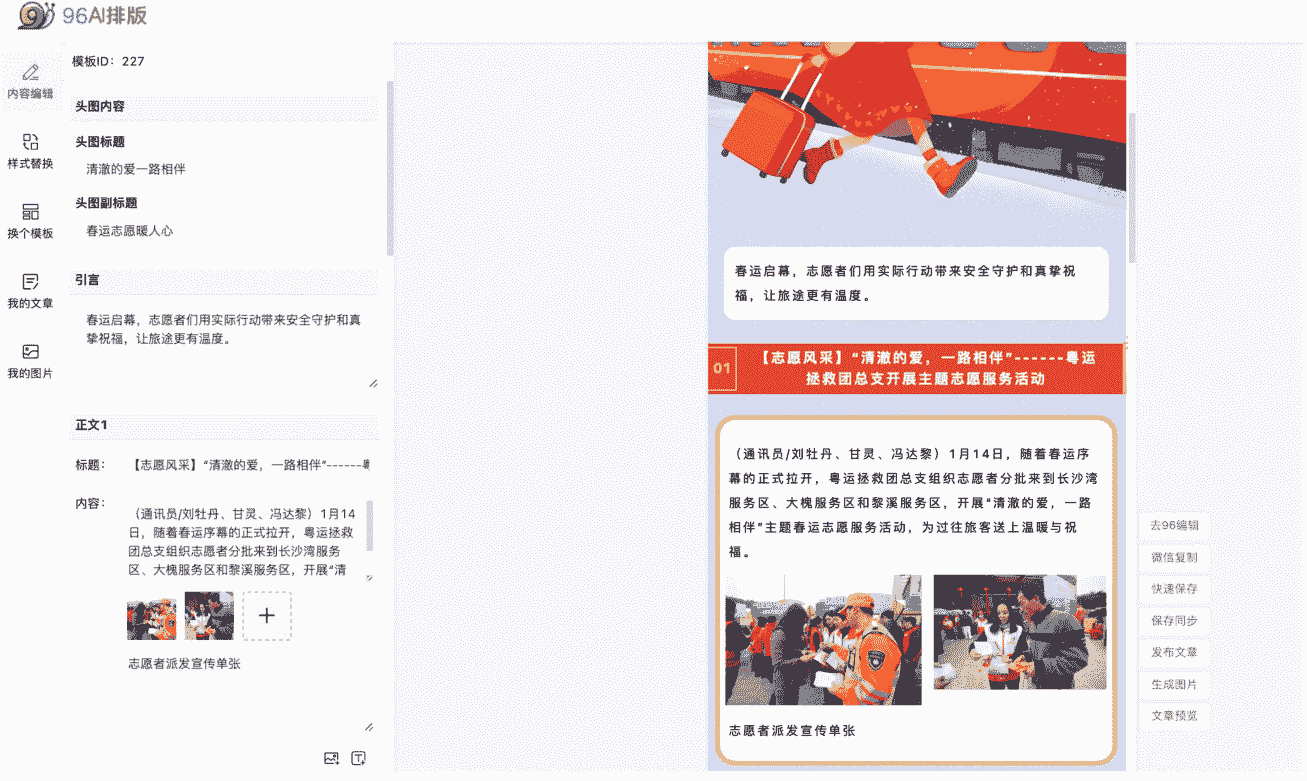 96AI排版
内容编辑
样式替换
换个模板
我的文章
我的图片
模板ID：227
头图内容
头图标题
清澈的爱一路相伴
头图副标题
春运志愿暖人心
引言
春运启幕，志愿者们用实际行动带来安全守护和真
挚祝福，让旅途更有温度。
正文1
标题：
【志愿风采】“清澈的爱，一路相伴”------粤
内容：
（通讯员/刘牡丹、甘灵、冯达黎）1月14
日，随着春运序幕的正式拉开，粤运拯救
团总支组织志愿者分批来到长沙湾服务
区、大槐服务区和黎溪服务区，开展“清
志愿者派发宣传单张
春运启幕，志愿者们用实际行动带来安全守护和真挚祝
福，让旅途更有温度。
01
【志愿风采】“清澈的爱，一路相伴”------粤运
拯救团总支开展主题志愿服务活动
（通讯员/刘牡丹、甘灵、冯达黎）1月14日，随着春运序
幕的正式拉开，粤运拯救团总支组织志愿者分批来到长沙湾
服务区、大槐服务区和黎溪服务区，开展“清澈的爱，一路
相伴”主题春运志愿服务活动，为过往旅客送上温暖与祝
福。
志愿者派发宣传单张
去96编辑
微信复制
快速保存
保存同步
发布文章
生成图片
文章预览